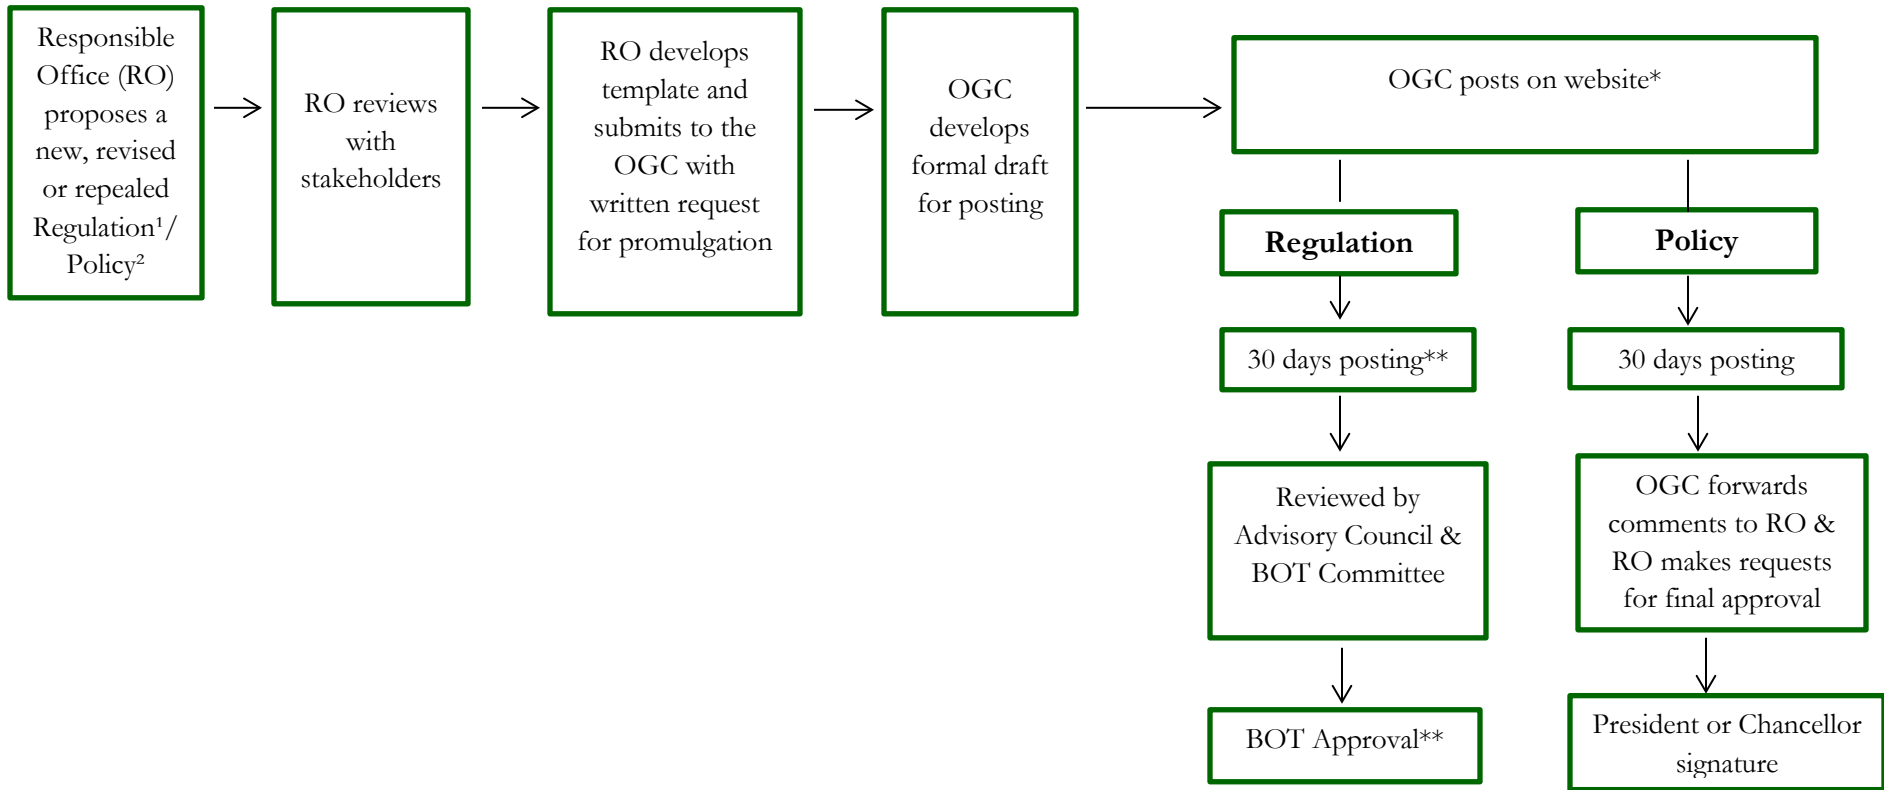 Responsible
Office (RO)
proposes a
new, revised
or repealed
Regulation¹/
Policy²
RO reviews
with
stakeholders
RO develops
template and
submits to the
OGC with
written request
for promulgation
OGC
develops
formal draft
for posting
OGC posts on website*
Regulation
30 days posting**
Reviewed by
Advisory Council &
BOT Committee
BOT Approval**
Policy
30 days posting
OGC forwards
comments to RO &
RO makes requests
for final approval
President or Chancellor
signature